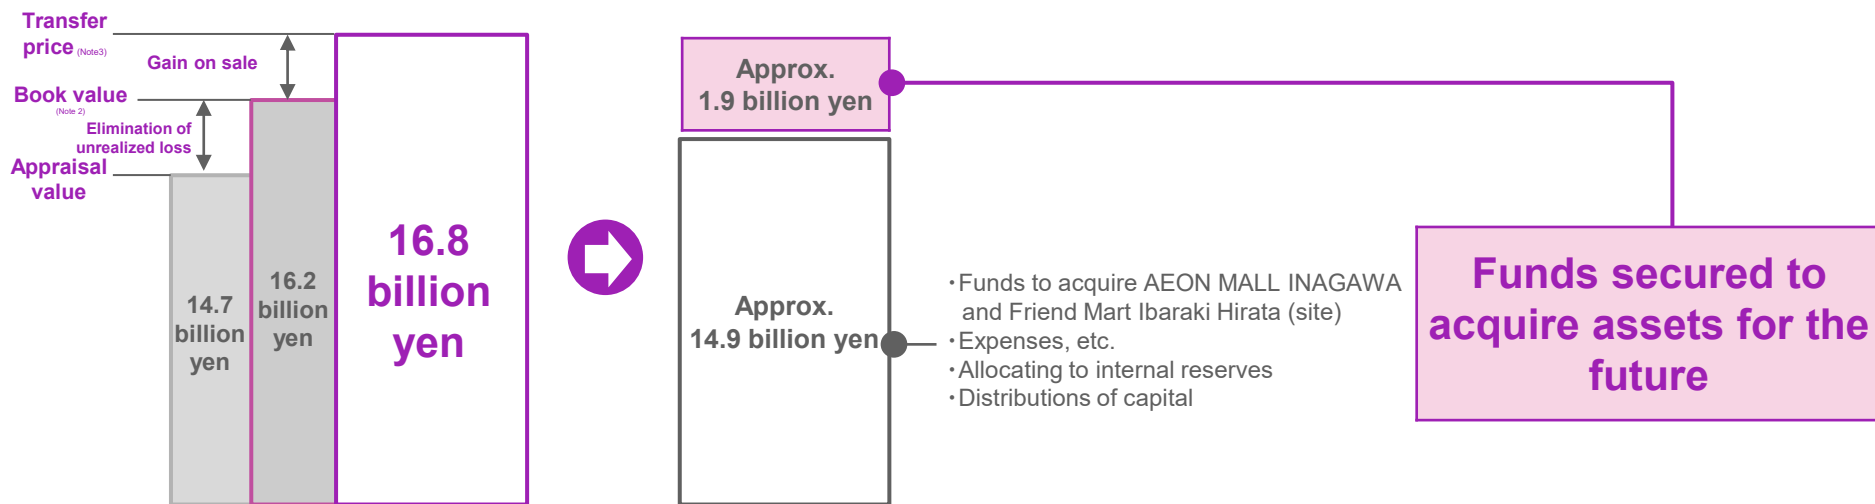 Transfer
price (Note3)
Gain on sale
Book value
(Note 2)
Elimination of
unrealized loss
Appraisal
value
14.7
billion
yen
16.2
billion
yen
16.8
billion
yen
Approx.
1.9 billion yen
Approx.
14.9 billion yen
・Funds to acquire AEON MALL INAGAWA
and Friend Mart Ibaraki Hirata (site)
・Expenses, etc.
・Allocating to internal reserves
・Distributions of capital
Funds secured to
acquire assets for the
future